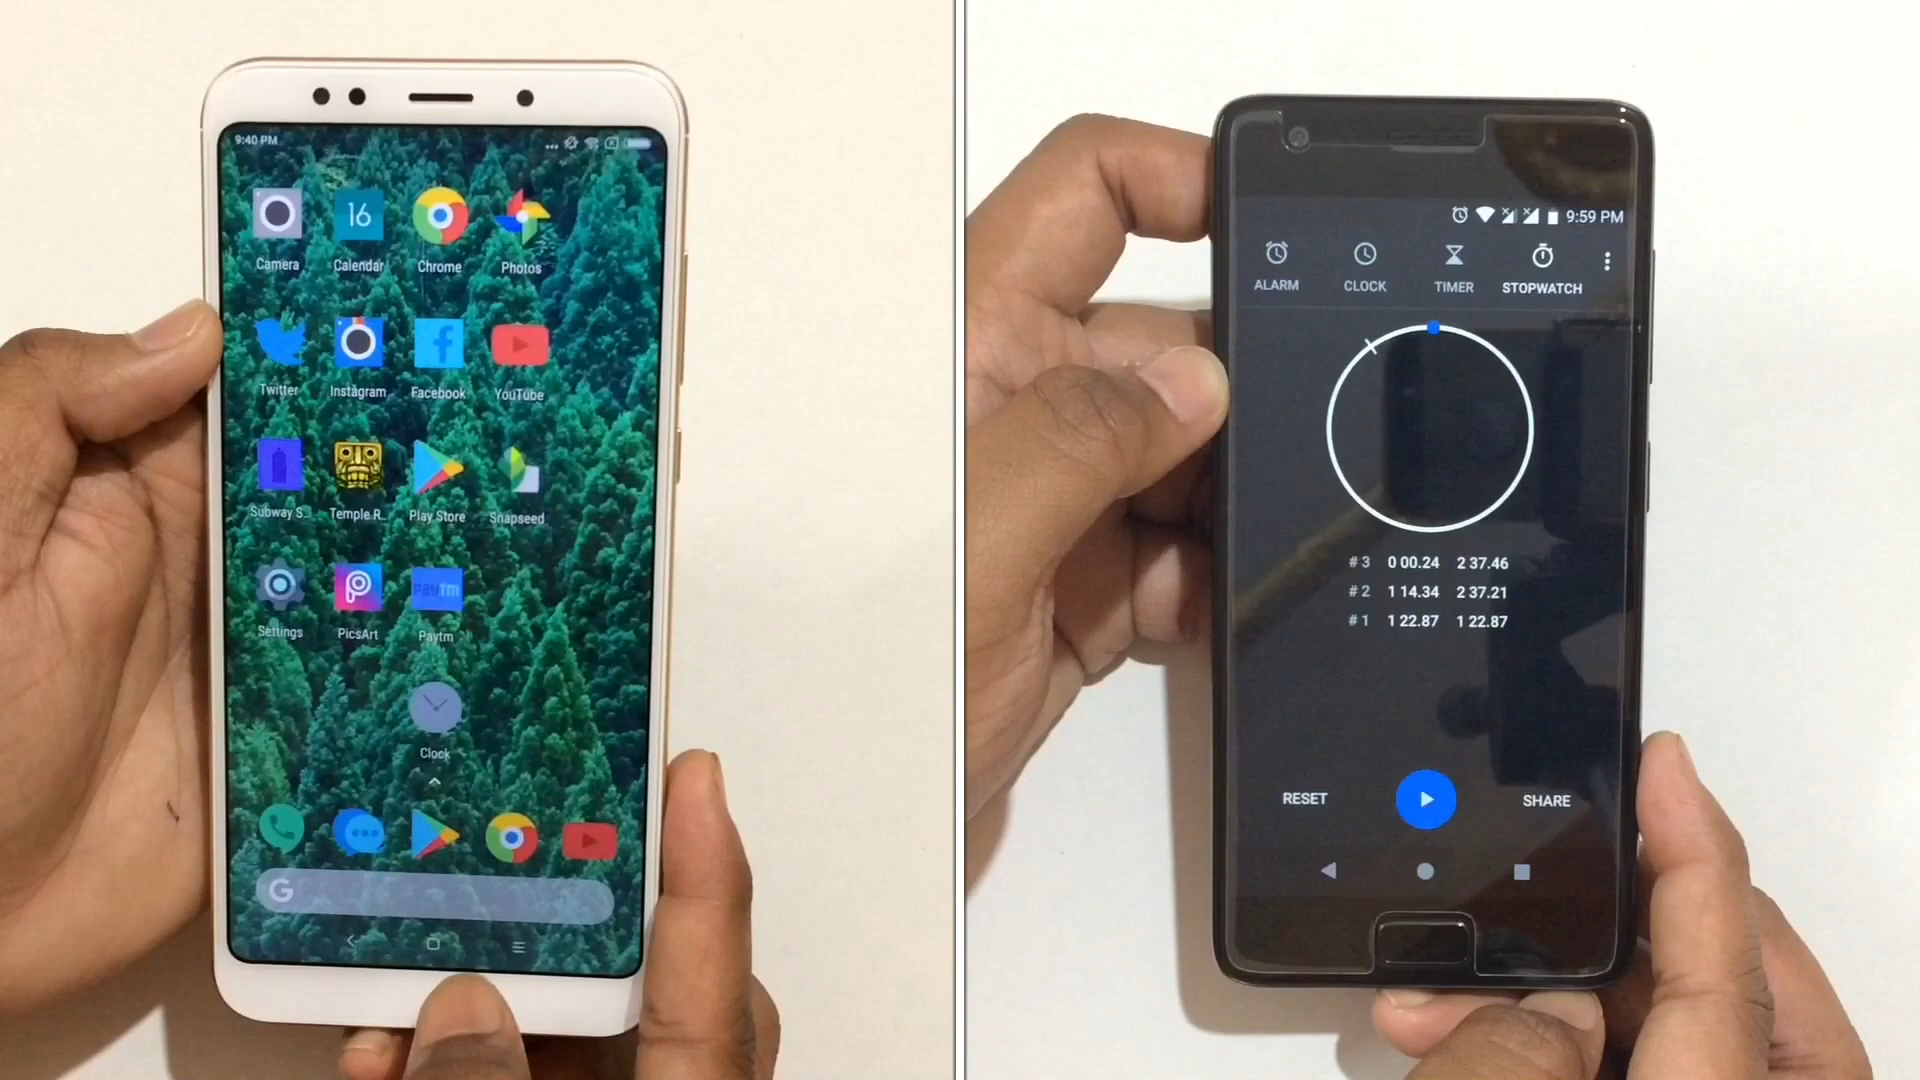 9:40 PM
16
Camera Calendar Chrome Photos
Twitter Instagram Facebook YouTube
Subway S... Temple R... Play Store Snapseed
paytm
Settings PicsArt Paytm
Clock
G
9:59 PM
ALARM CLOCK TIMER STOPWATCH
# 3 0 00.24 2 37.46
# 2 1 14.34 2 37.21
# 1 1 22.87 1 22.87
RESET SHARE